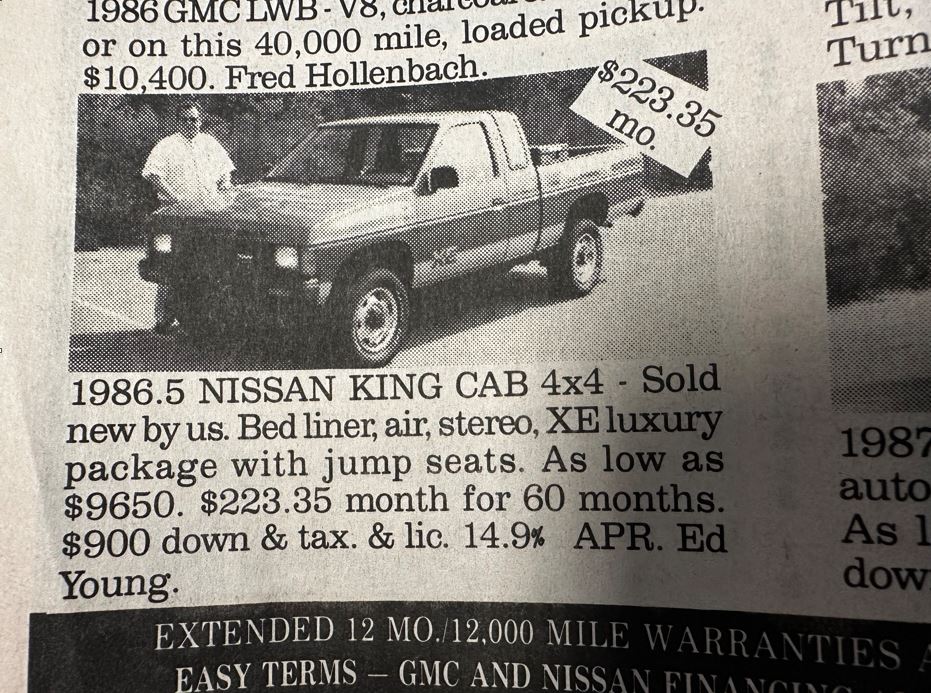 1986 GMC LWB - V8,
or on this 40,000 mile, loaded pickup.
$10,400. Fred Hollenbach.
$223.35
mo.
1986.5 NISSAN KING CAB 4x4 - Sold
new by us. Bed liner, air, stereo, XE luxury
package with jump seats. As low as
$9650. $223.35 month for 60 months.
$900 down & tax. & lic. 14.9% APR. Ed
Young.
EXTENDED 12 MO./12,000 MILE WARRANTIES
EASY TERMS – GMC AND NISSAN FINANCING
Tilt,
Turn
1987
auto
As l
dow